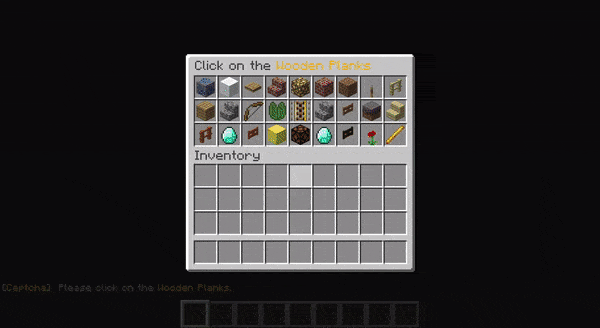 Click on the Wooden Planks
Inventory
[Captcha] Please click on the Wooden Planks.